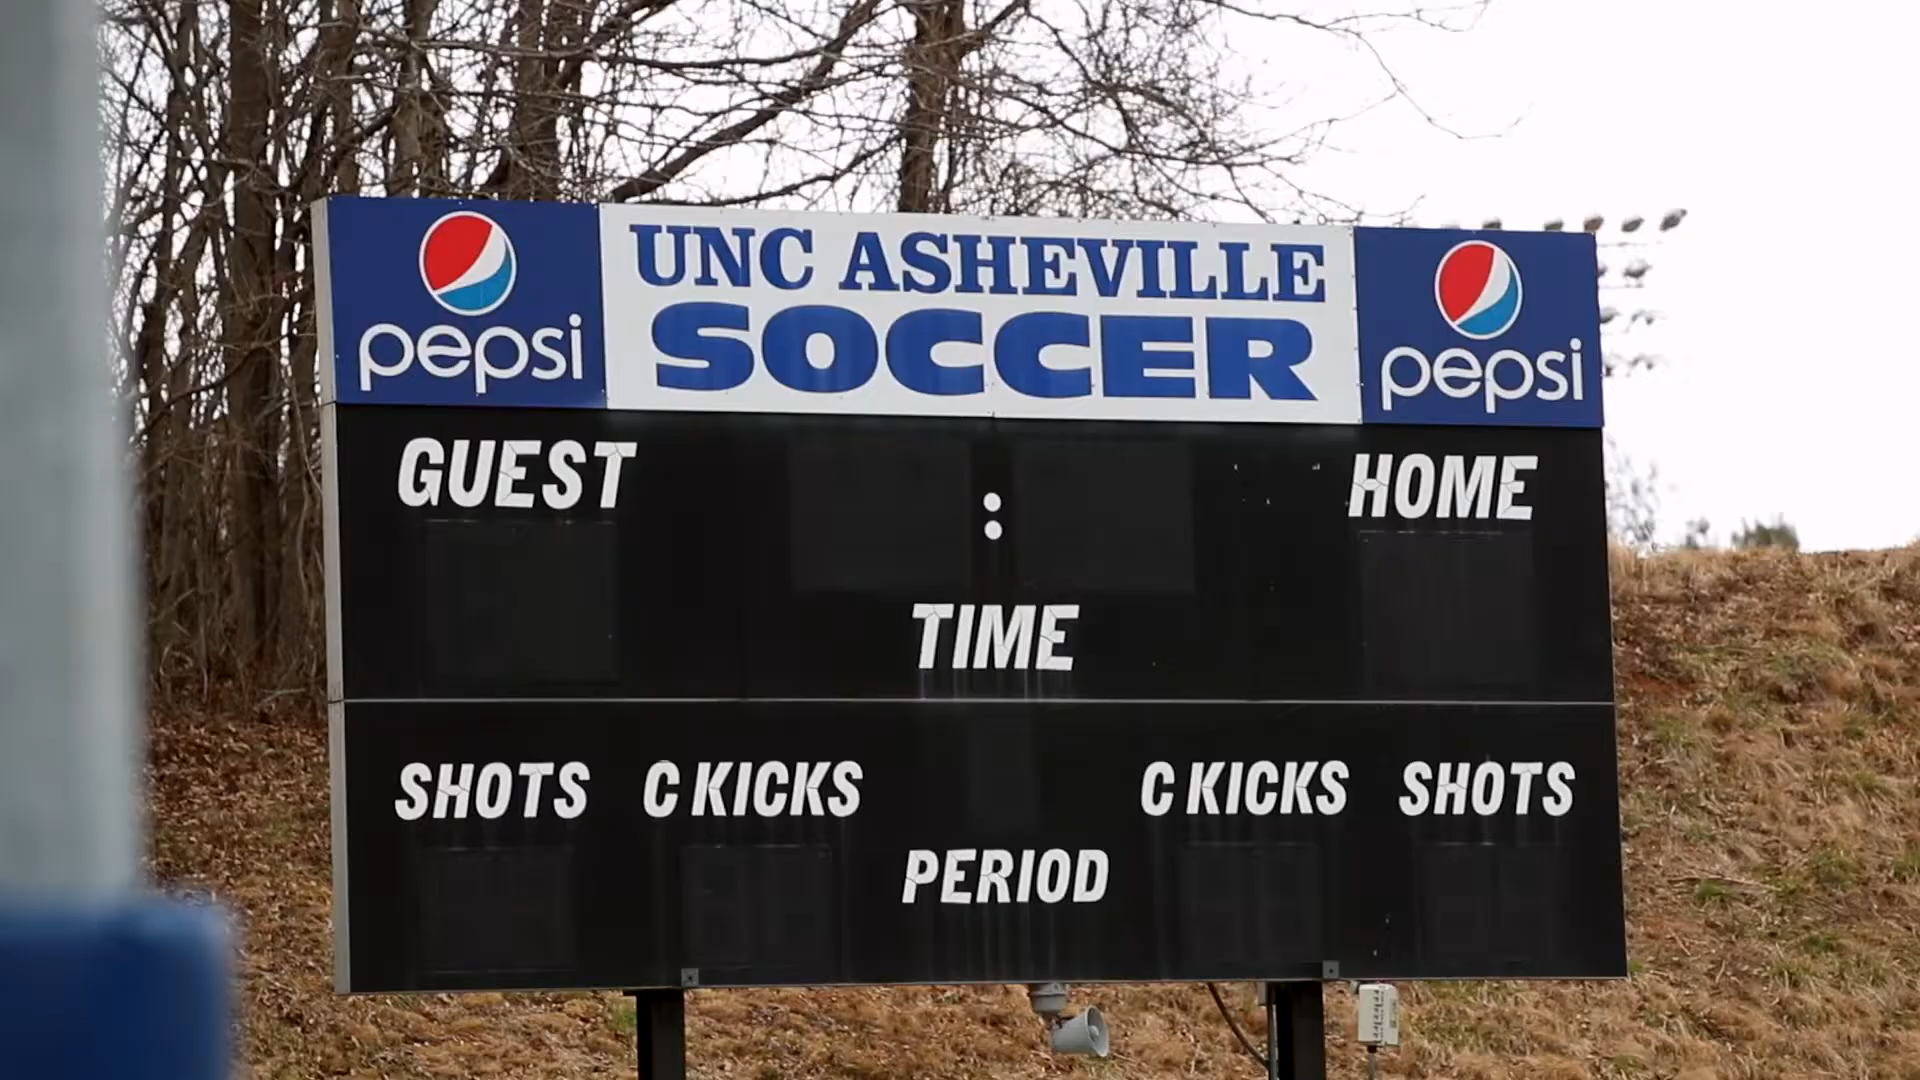 pepsi
UNC ASHEVILLE
SOCCER
pepsi
GUEST
:
HOME
TIME
SHOTS
C KICKS
C KICKS
SHOTS
PERIOD